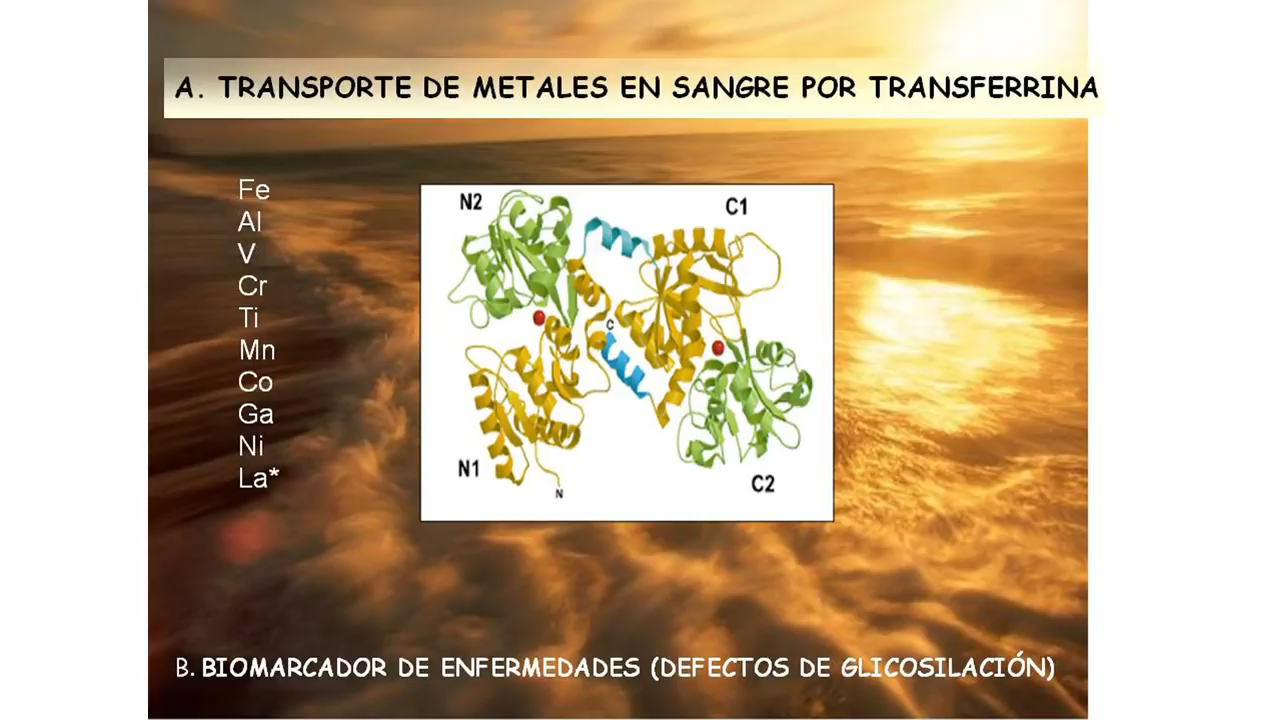 A. TRANSPORTE DE METALES EN SANGRE POR TRANSFERRINA
Fe
Al
V
Cr
Ti
Mn
Co
Ga
Ni
La*
N2
C1
C
N1
C2
N
B. BIOMARCADOR DE ENFERMEDADES (DEFECTOS DE GLICOSILACIÓN)